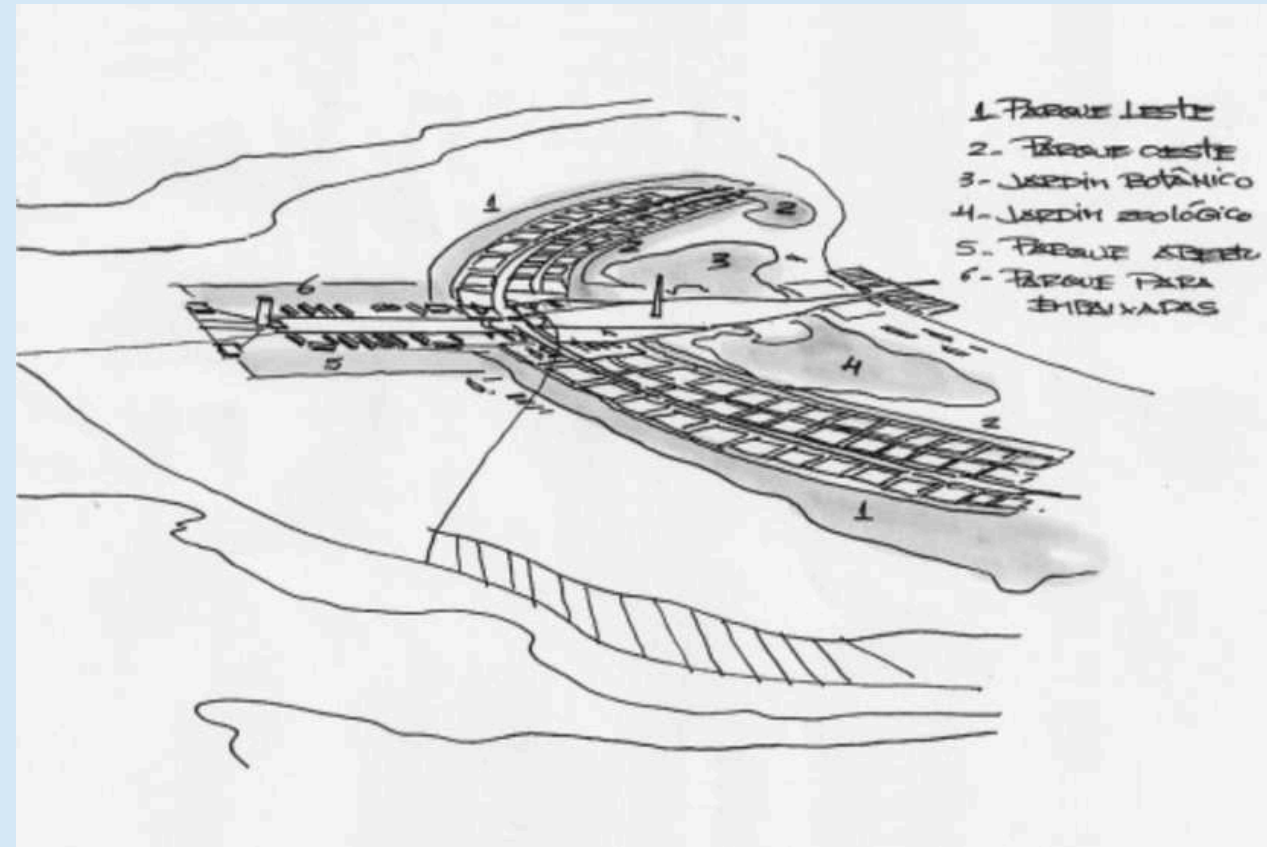 1. PARQUE LESTE
2- PARQUE OESTE
3- JARDIM BOTÂNICO
4- JARDIM ZOOLÓGICO
5- PARQUE
6- PARQUE PARA
EMBAIXADAS
1
2
3
6
5
4
2
1